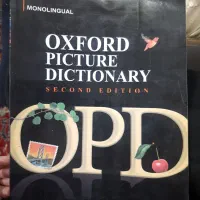 MONOLINGUAL
OXFORD
PICTURE
DICTIONARY
SECOND EDITION
OPD